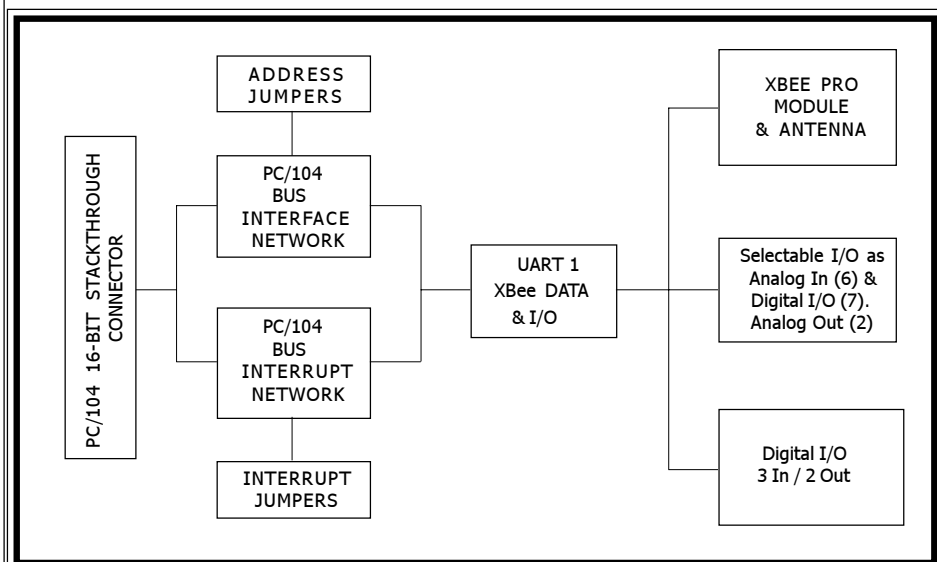 PC/104 16-BIT STACKTHROUGH
CONNECTOR
ADDRESS
JUMPERS
PC/104
BUS
INTERFACE
NETWORK
PC/104
BUS
INTERRUPT
NETWORK
INTERRUPT
JUMPERS
UART 1
XBee DATA
& I/O
XBEE PRO
MODULE
& ANTENNA
Selectable I/O as
Analog In (6) &
Digital I/O (7).
Analog Out (2)
Digital I/O
3 In / 2 Out